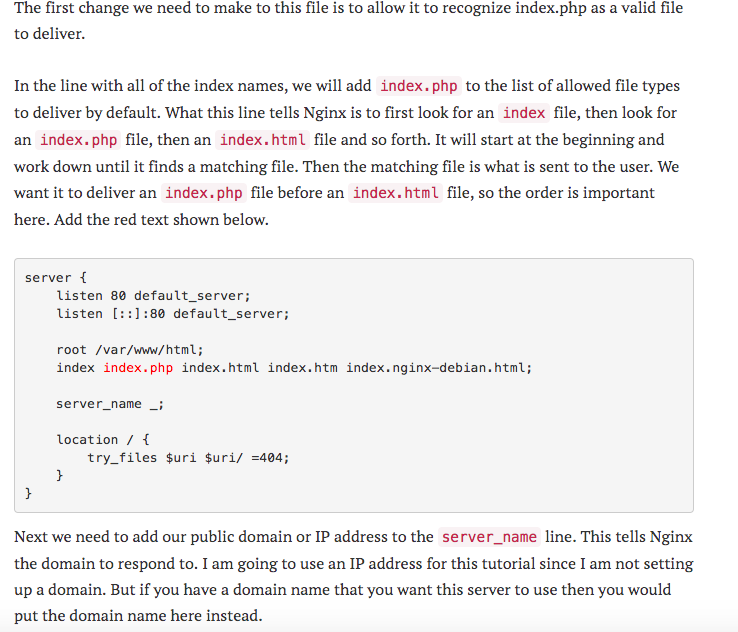 The first change we need to make to this file is to allow it to recognize index.php as a valid file
to deliver.
In the line with all of the index names, we will add index.php to the list of allowed file types
to deliver by default. What this line tells Nginx is to first look for an index file, then look for
an index.php file, then an index.html file and so forth. It will start at the beginning and
work down until it finds a matching file. Then the matching file is what is sent to the user. We
want it to deliver an index.php file before an index.html file, so the order is important
here. Add the red text shown below.
server {
    listen 80 default_server;
    listen [::]:80 default_server;
    root /var/www/html;
    index index.php index.html index.htm index.nginx-debian.html;
    server_name _;
    location / {
        try_files $uri $uri/ =404;
    }
}
Next we need to add our public domain or IP address to the server_name line. This tells Nginx
the domain to respond to. I am going to use an IP address for this tutorial since I am not setting
up a domain. But if you have a domain name that you want this server to use then you would
put the domain name here instead.